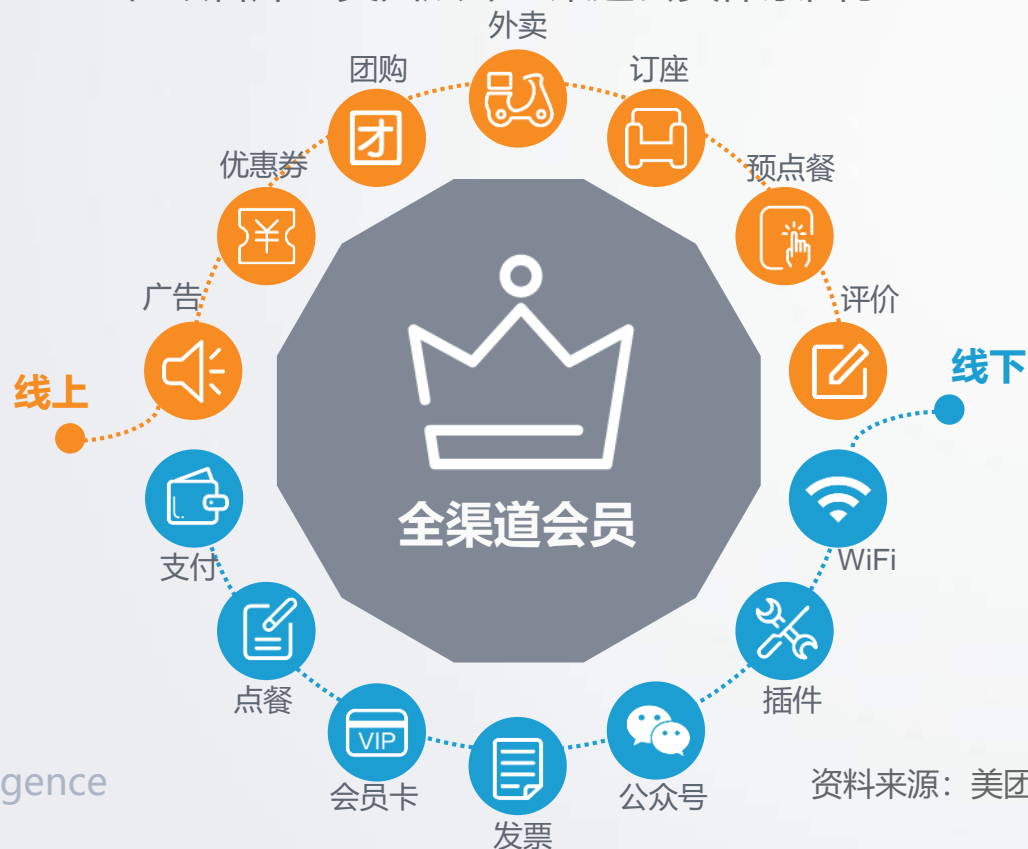 外卖
团购
订座
才
优惠券
预点餐
¥
广告
评价
线上
线下
全渠道会员
支付
WiFi
点餐
插件
VIP
会员卡
公众号
发票
gence
资料来源：美团